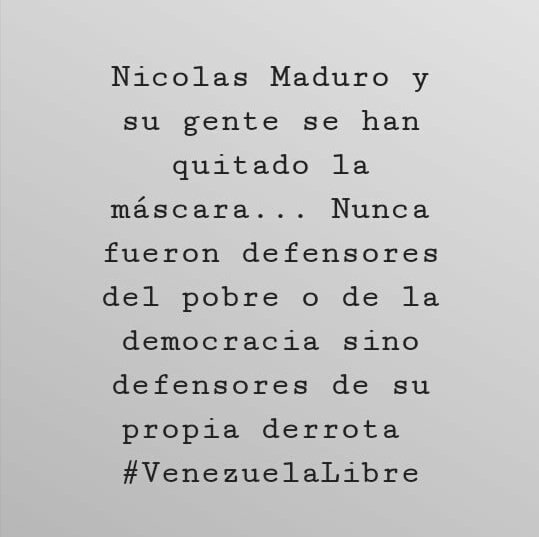 Nicolas Maduro y
su gente se han
quitado la
máscara... Nunca
fueron defensores
del pobre o de la
democracia sino
defensores de su
propia derrota
#VenezuelaLibre